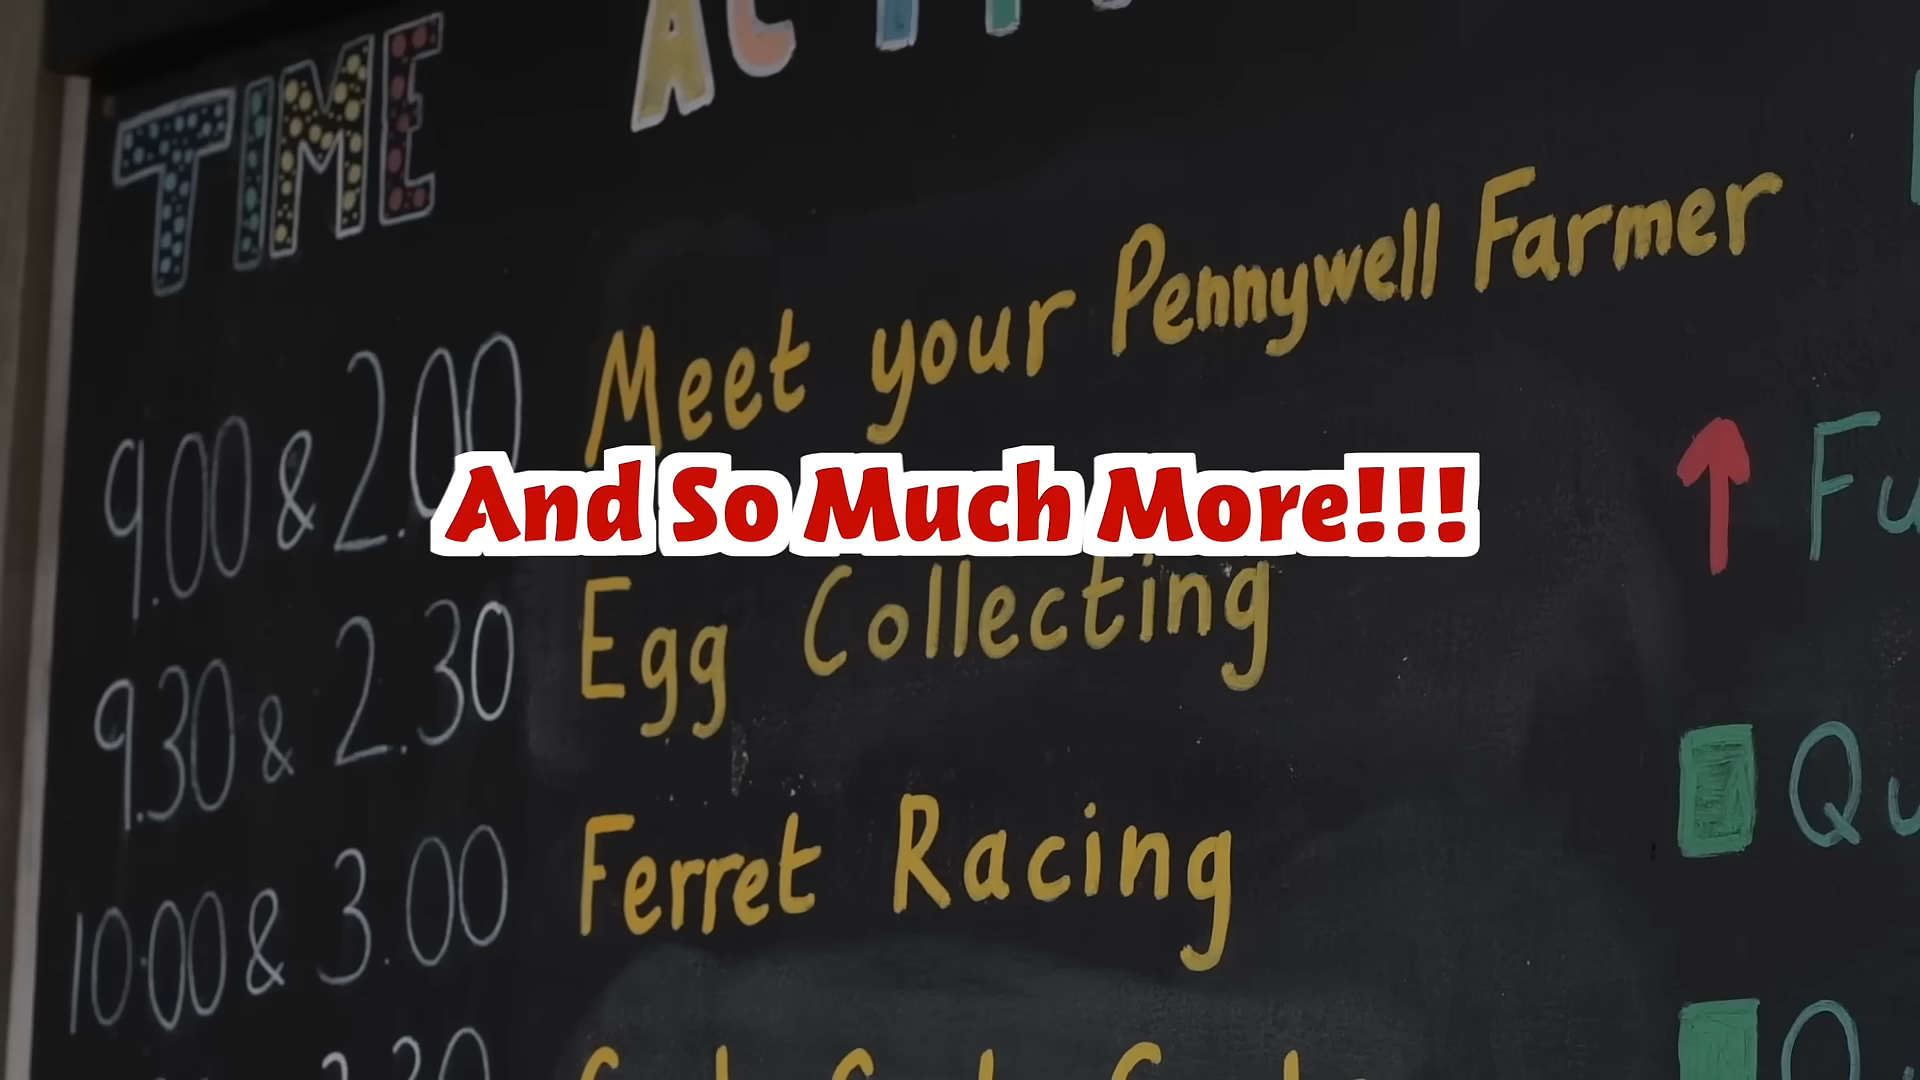 TIME
9.00 & 2.00 Meet your Pennywell Farmer
And So Much More!!!
9.30 & 2.30 Egg Collecting
10.00 & 3.00 Ferret Racing